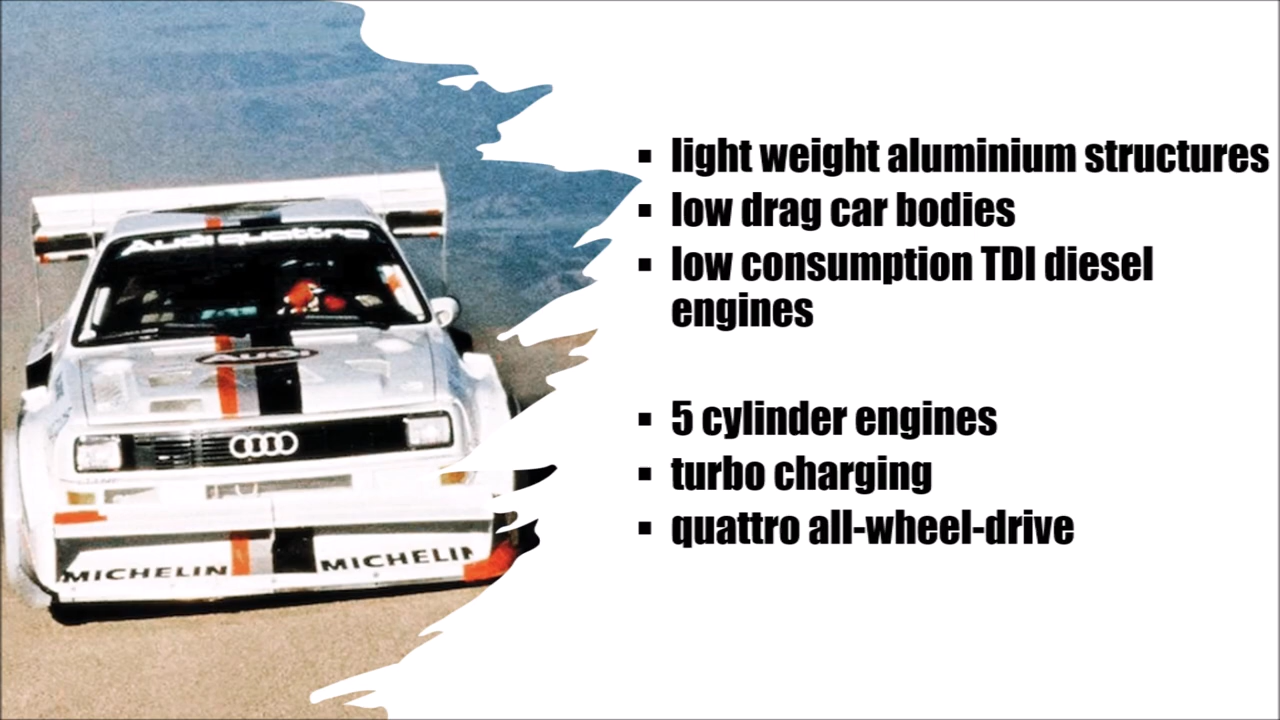 Audi quattro
AUDI
MICHELIN MICHELIN
▪ light weight aluminium structures
▪ low drag car bodies
▪ low consumption TDI diesel
engines
▪ 5 cylinder engines
▪ turbo charging
▪ quattro all-wheel-drive